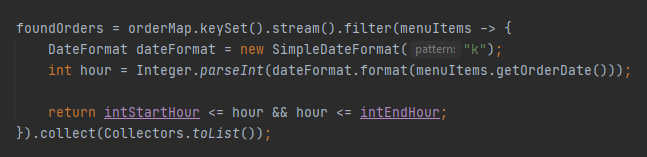 foundOrders = orderMap.keySet().stream().filter(menuItems -> {
    DateFormat dateFormat = new SimpleDateFormat( pattern: "k");
    int hour = Integer.parseInt(dateFormat.format(menuItems.getOrderDate()));

    return intStartHour <= hour && hour <= intEndHour;
}).collect(Collectors.toList());